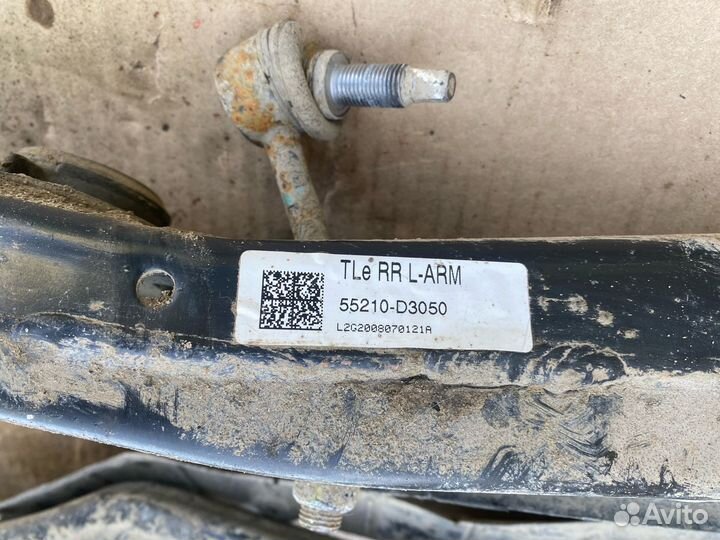 TLe RR L-ARM
55210-D3050
L2G2008070121A
Avito